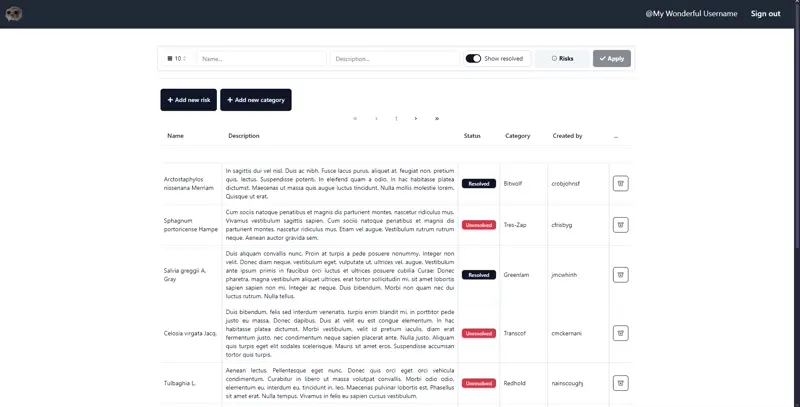 @My Wonderful Username
Sign out
10
Name...
Description...
Show resolved
Risks
Apply
+ Add new risk
+ Add new category
« ‹ 1 › »
Name Description Status Category Created by ...
Arctostaphylos
nissenana Merriam
In sagittis dui vel nisl. Duis ac nibh. Fusce lacus purus, aliquet at, feugiat non, pretium
quis, lectus. Suspendisse potenti. In eleifend quam a odio. In hac habitasse platea
dictumst. Maecenas ut massa quis augue luctus tincidunt. Nulla mollis molestie lorem.
Quisque ut erat.
Resolved
Bitwolf
crobjohnsf
Sphagnum
portoricense Hampe
Cum sociis natoque penatibus et magnis dis parturient montes, nascetur ridiculus mus.
Vivamus vestibulum sagittis sapien. Cum sociis natoque penatibus et magnis dis
parturient montes, nascetur ridiculus mus. Etiam vel augue. Vestibulum rutrum rutrum
neque. Aenean auctor gravida sem.
Unresolved
Tres-Zap
cfrisbyg
Salvia greggii A.
Gray
Duis aliquam convallis nunc. Proin at turpis a pede posuere nonummy. Integer non
velit. Donec diam neque, vestibulum eget, vulputate ut, ultrices vel, augue. Vestibulum
ante ipsum primis in faucibus orci luctus et ultrices posuere cubilia Curae; Donec
pharetra, magna vestibulum aliquet ultrices, erat tortor sollicitudin mi, sit amet lobortis
sapien sapien non mi. Integer ac neque. Duis bibendum. Morbi non quam nec dui
luctus rutrum. Nulla tellus.
Resolved
Greenlam
jmcwhinh
Celosia virgata Jacq.
Duis bibendum, felis sed interdum venenatis, turpis enim blandit mi, in porttitor pede
justo eu massa. Donec dapibus. Duis at velit eu est congue elementum. In hac
habitasse platea dictumst. Morbi vestibulum, velit id pretium iaculis, diam erat
fermentum justo, nec condimentum neque sapien placerat ante. Nulla justo. Aliquam
quis turpis eget elit sodales scelerisque. Mauris sit amet eros. Suspendisse accumsan
tortor quis turpis.
Unresolved
Transcof
cmckernani
Tulbaghia L.
Aenean lectus. Pellentesque eget nunc. Donec quis orci eget orci vehicula
condimentum. Curabitur in libero ut massa volutpat convallis. Morbi odio odio,
elementum eu, interdum eu, tincidunt in, leo. Maecenas pulvinar lobortis est. Phasellus
sit amet erat. Nulla tempus. Vivamus in felis eu sapien cursus vestibulum.
Unresolved
Redhold
nainscoughj